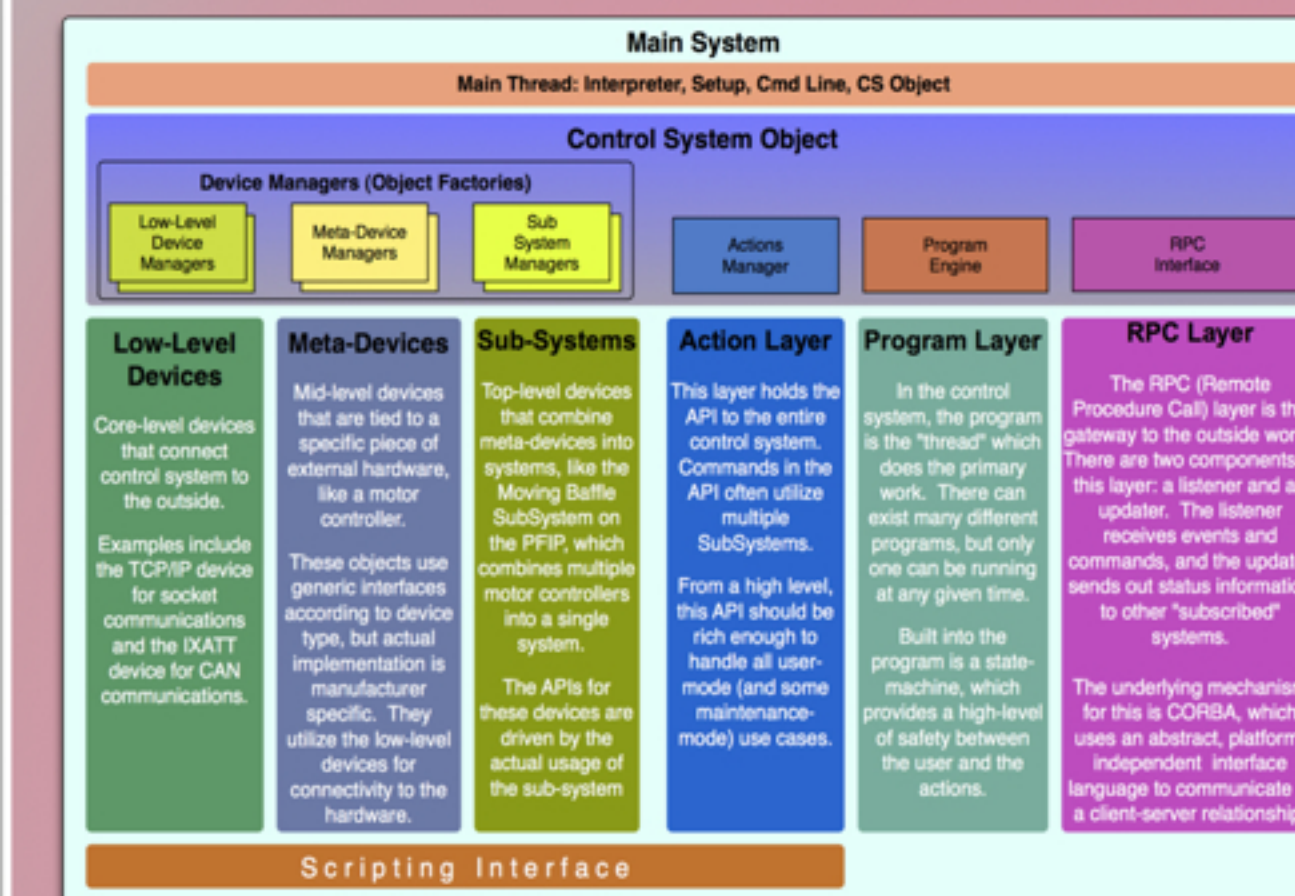 Main System
Main Thread: Interpreter, Setup, Cmd Line, CS Object
Control System Object
Device Managers (Object Factories)
Low-Level
Device
Managers
Meta-Device
Managers
Sub
System
Managers
Actions
Manager
Program
Engine
RPC
Interface
Low-Level
Devices
Core-level devices
that connect
control system to
the outside.
Examples include
the TCP/IP device
for socket
communications
and the IXATT
device for CAN
communications.
Meta-Devices
Mid-level devices
that are tied to a
specific piece of
external hardware,
like a motor
controller.
These objects use
generic interfaces
according to device
type, but actual
implementation is
manufacturer
specific. They
utilize the low-level
devices for
connectivity to the
hardware.
Sub-Systems
Top-level devices
that combine
meta-devices into
systems, like the
Moving Baffle
SubSystem on
the PFIP, which
combines multiple
motor controllers
into a single
system.
The APIs for
these devices are
driven by the
actual usage of
the sub-system
Action Layer
This layer holds the
API to the entire
control system.
Commands in the
API often utilize
multiple
SubSystems.
From a high level,
this API should be
rich enough to
handle all user-
mode (and some
maintenance-
mode) use cases.
Program Layer
In the control
system, the program
is the "thread" which
does the primary
work. There can
exist many different
programs, but only
one can be running
at any given time.
Built into the
program is a state-
machine, which
provides a high-level
of safety between
the user and the
actions.
RPC Layer
The RPC (Remote
Procedure Call) layer is
gateway to the outside
There are two components
this layer: a listener and
updater. The listener
receives events and
commands, and the
sends out status
to other "subscribed"
systems.
The underlying
for this is CORBA, which
uses an abstract,
independent interface
language to communicate
a client-server
Scripting Interface